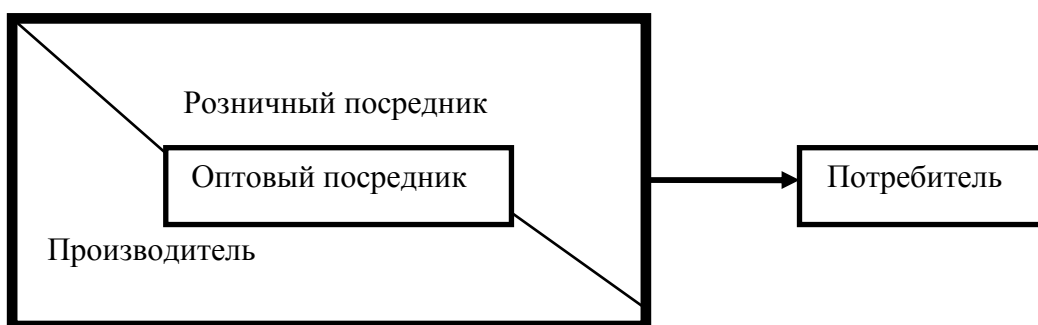 Розничный посредник
Оптовый посредник
Потребитель
Производитель